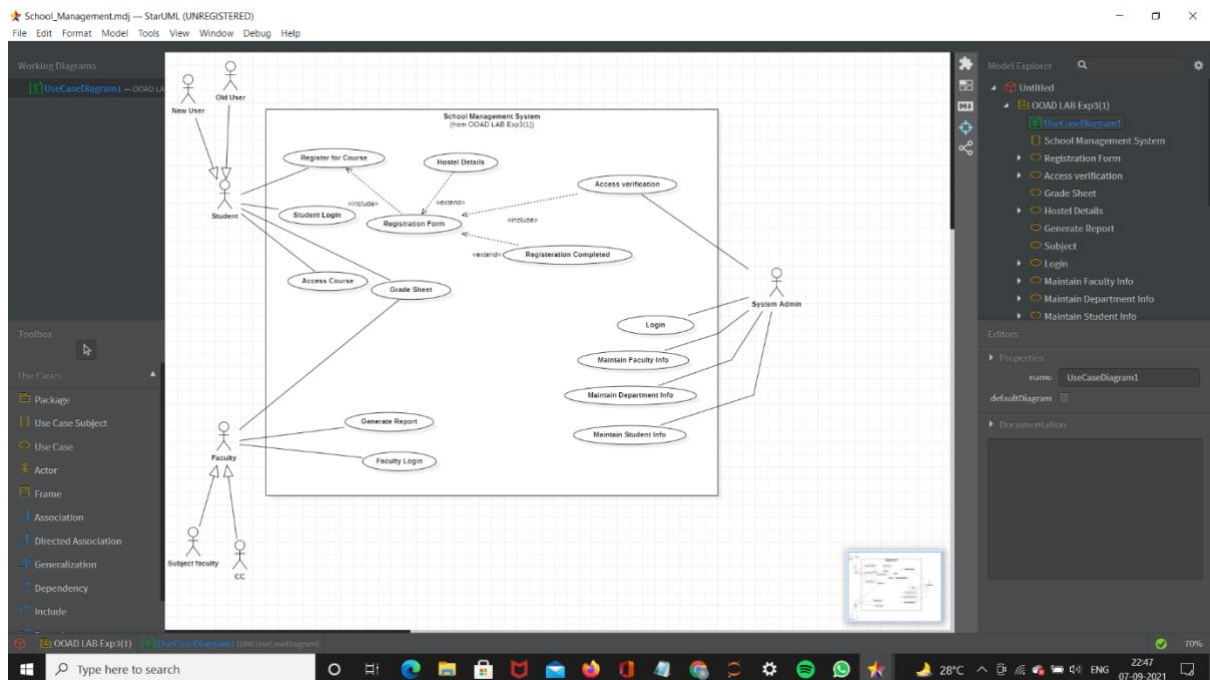 School_Management.mdj — StarUML (UNREGISTERED)
File Edit Format Model Tools View Window Debug Help
Working Diagrams
UseCaseDiagram1 — OOAD LA
Old User
New User
Student
School Management System
(from OOAD LAB Exp3(1))
Register for Course
Hostel Details
Access verification
Student Login
«include»
«extend»
Registration Form
«include»
«extend»
Registeration Completed
Access Course
Grade Sheet
System Admin
Login
Maintain Faculty Info
Maintain Department Info
Maintain Student Info
Generate Report
Faculty Login
Faculty
Subject faculty
CC
Toolbox
Use Cases
Package
Use Case Subject
Use Case
Actor
Frame
Association
Directed Association
Generalization
Dependency
Include
Model Explorer
Untitled
OOAD LAB Exp3(1)
UseCaseDiagram1
School Management System
Registration Form
Access verification
Grade Sheet
Hostel Details
Generate Report
Subject
Login
Maintain Faculty Info
Maintain Department Info
Maintain Student Info
Editors
Properties
name UseCaseDiagram1
defaultDiagram
Documentation
OOAD LAB Exp3(1) UseCaseDiagram1 [UMLUseCaseDiagram]
70%
Type here to search
28°C ENG 22:47
07-09-2021